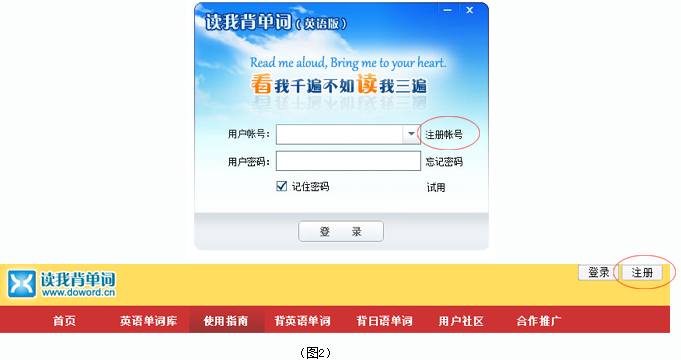 读我背单词（英语版）
Read me aloud, Bring me to your heart.
看我千遍不如读我三遍
用户帐号： 注册帐号
用户密码： 忘记密码
记住密码 试用
登 录
登录 注册
读我背单词
www.doword.cn
首页 英语单词库 使用指南 背英语单词 背日语单词 用户社区 合作推广
（图2）